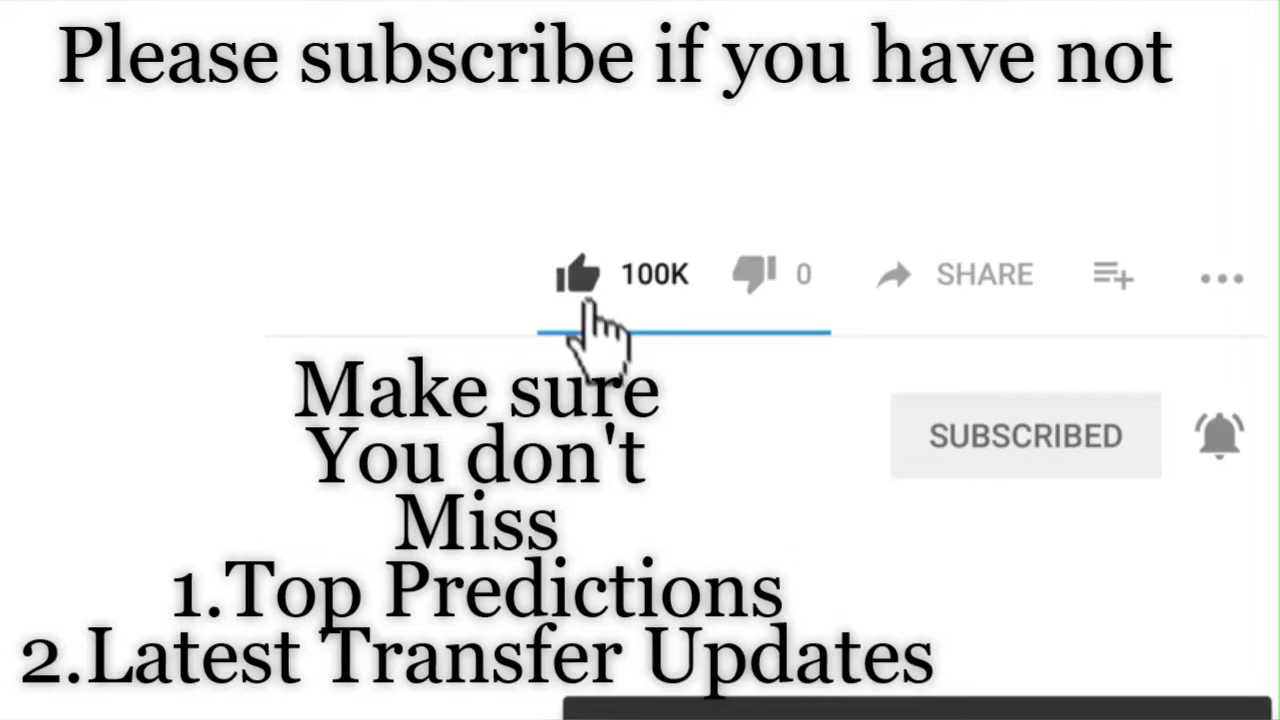 Please subscribe if you have not
100K 0 SHARE
Make sure
You don't
SUBSCRIBED
Miss
1.Top Predictions
2.Latest Transfer Updates